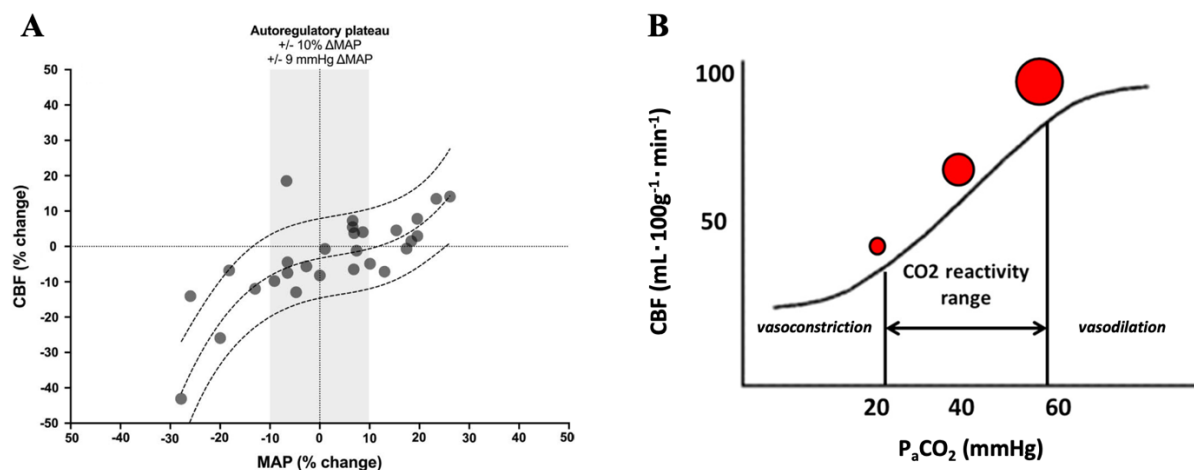 A
Autoregulatory plateau
+/- 10% ΔMAP
+/- 9 mmHg ΔMAP
50
40
30
20
10
0
-10
-20
-30
-40
-50
CBF (% change)
50 -40 -30 -20 -10 0 10 20 30 40 50
MAP (% change)
B
100
50
CBF (mL · 100g-1 · min-1)
CO2 reactivity
range
vasoconstriction
vasodilation
20 40 60
PaCO2 (mmHg)